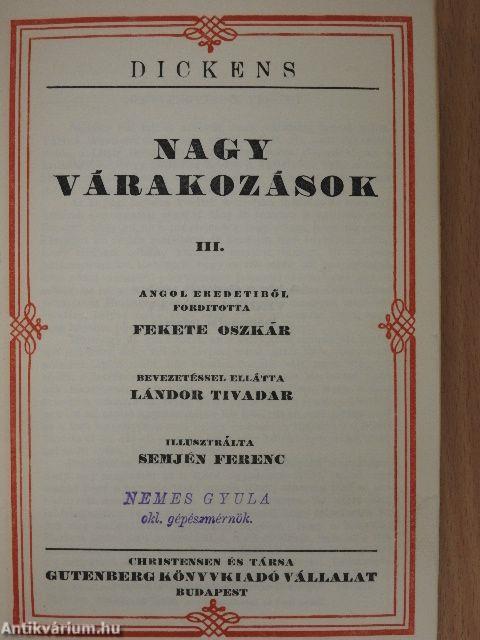 DICKENS
NAGY
VÁRAKOZÁSOK
III.
ANGOL EREDETIBŐL
FORDITOTTA
FEKETE OSZKÁR
BEVEZETÉSSEL ELLÁTTA
LÁNDOR TIVADAR
ILLUSZTRÁLTA
SEMJÉN FERENC
NEMES GYULA
okl. gépészmérnök.
CHRISTENSEN ÉS TÁRSA
GUTENBERG KÖNYVKIADÓ VÁLLALAT
BUDAPEST
Antikvárium.hu